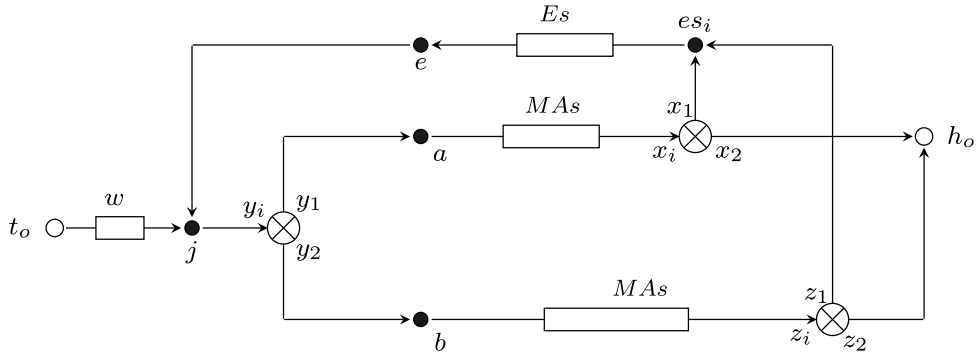 Es
es_i
e
MAs
x_1
a
x_i
x_2
h_o
w
y_i
y_1
t_o
j
y_2
MAs
z_1
b
z_i
z_2